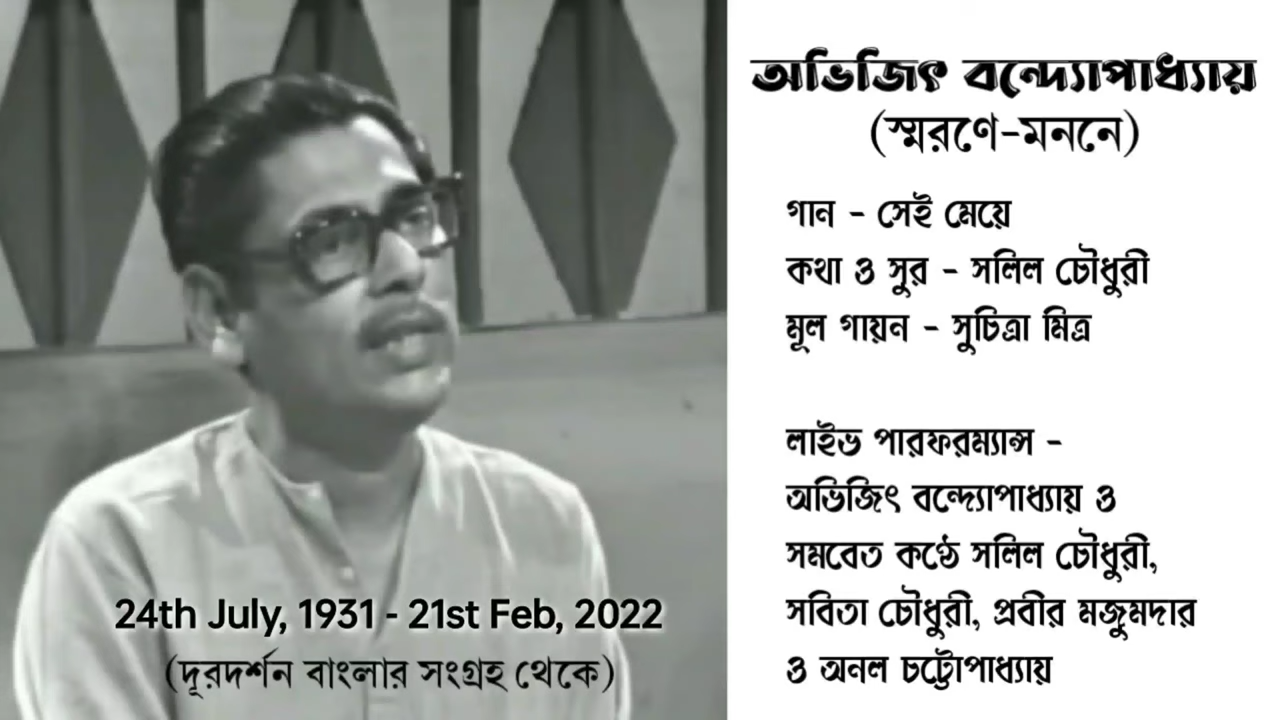 অভিজিৎ বন্দ্যোপাধ্যায়
(স্মরণে-মননে)
গান - সেই মেয়ে
কথা ও সুর - সলিল চৌধুরী
মূল গায়ন - সুচিত্রা মিত্র
লাইভ পারফরম্যান্স -
অভিজিৎ বন্দ্যোপাধ্যায় ও
সমবেত কণ্ঠে সলিল চৌধুরী,
সবিতা চৌধুরী, প্রবীর মজুমদার
ও অনল চট্টোপাধ্যায়
24th July, 1931 - 21st Feb, 2022
(দূরদর্শন বাংলার সংগ্রহ থেকে)